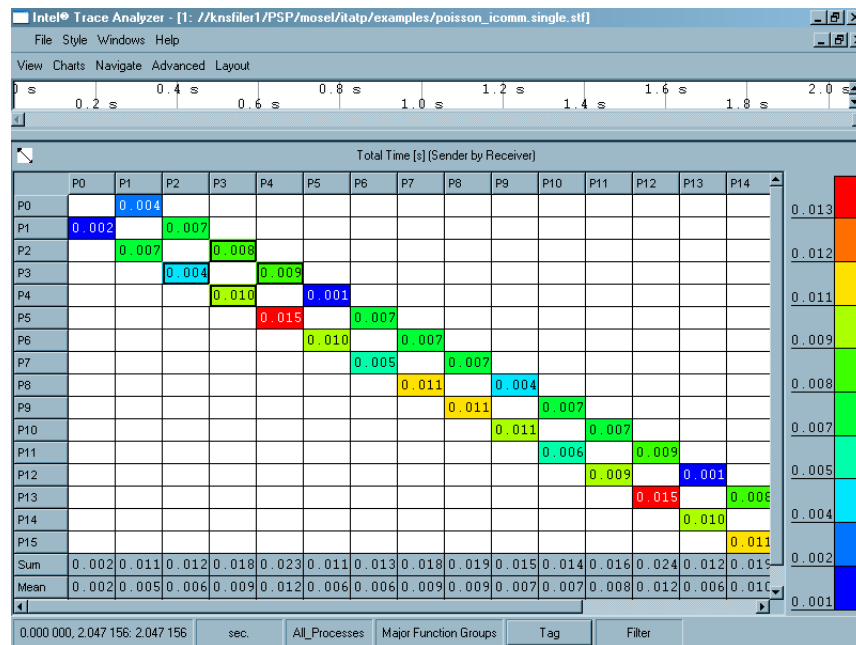 Intel® Trace Analyzer - [1: //knsfiler1/PSP/mosel/itatp/examples/poisson_icomm.single.stf]
File Style Windows Help
View Charts Navigate Advanced Layout
s 0.4 s 0.8 s 1.2 s 1.6 s 2.0 s
0.2 s 0.6 s 1.0 s 1.4 s 1.8 s
Total Time [s] (Sender by Receiver)
P0 P1 P2 P3 P4 P5 P6 P7 P8 P9 P10 P11 P12 P13 P14
P0 0.004
P1 0.002 0.007
P2 0.007 0.008
P3 0.004 0.009
P4 0.010 0.001
P5 0.015 0.007
P6 0.010 0.007
P7 0.005 0.007
P8 0.011 0.004
P9 0.011 0.007
P10 0.011 0.007
P11 0.006 0.009
P12 0.009 0.001
P13 0.015 0.008
P14 0.010
P15 0.011
Sum 0.002 0.011 0.012 0.018 0.023 0.011 0.013 0.018 0.019 0.015 0.014 0.016 0.024 0.012 0.019
Mean 0.002 0.005 0.006 0.009 0.012 0.006 0.006 0.009 0.009 0.007 0.007 0.008 0.012 0.006 0.010
0.013
0.012
0.011
0.009
0.008
0.007
0.005
0.004
0.002
0.001
0.000 000, 2.047 156: 2.047 156 sec. All_Processes Major Function Groups Tag Filter